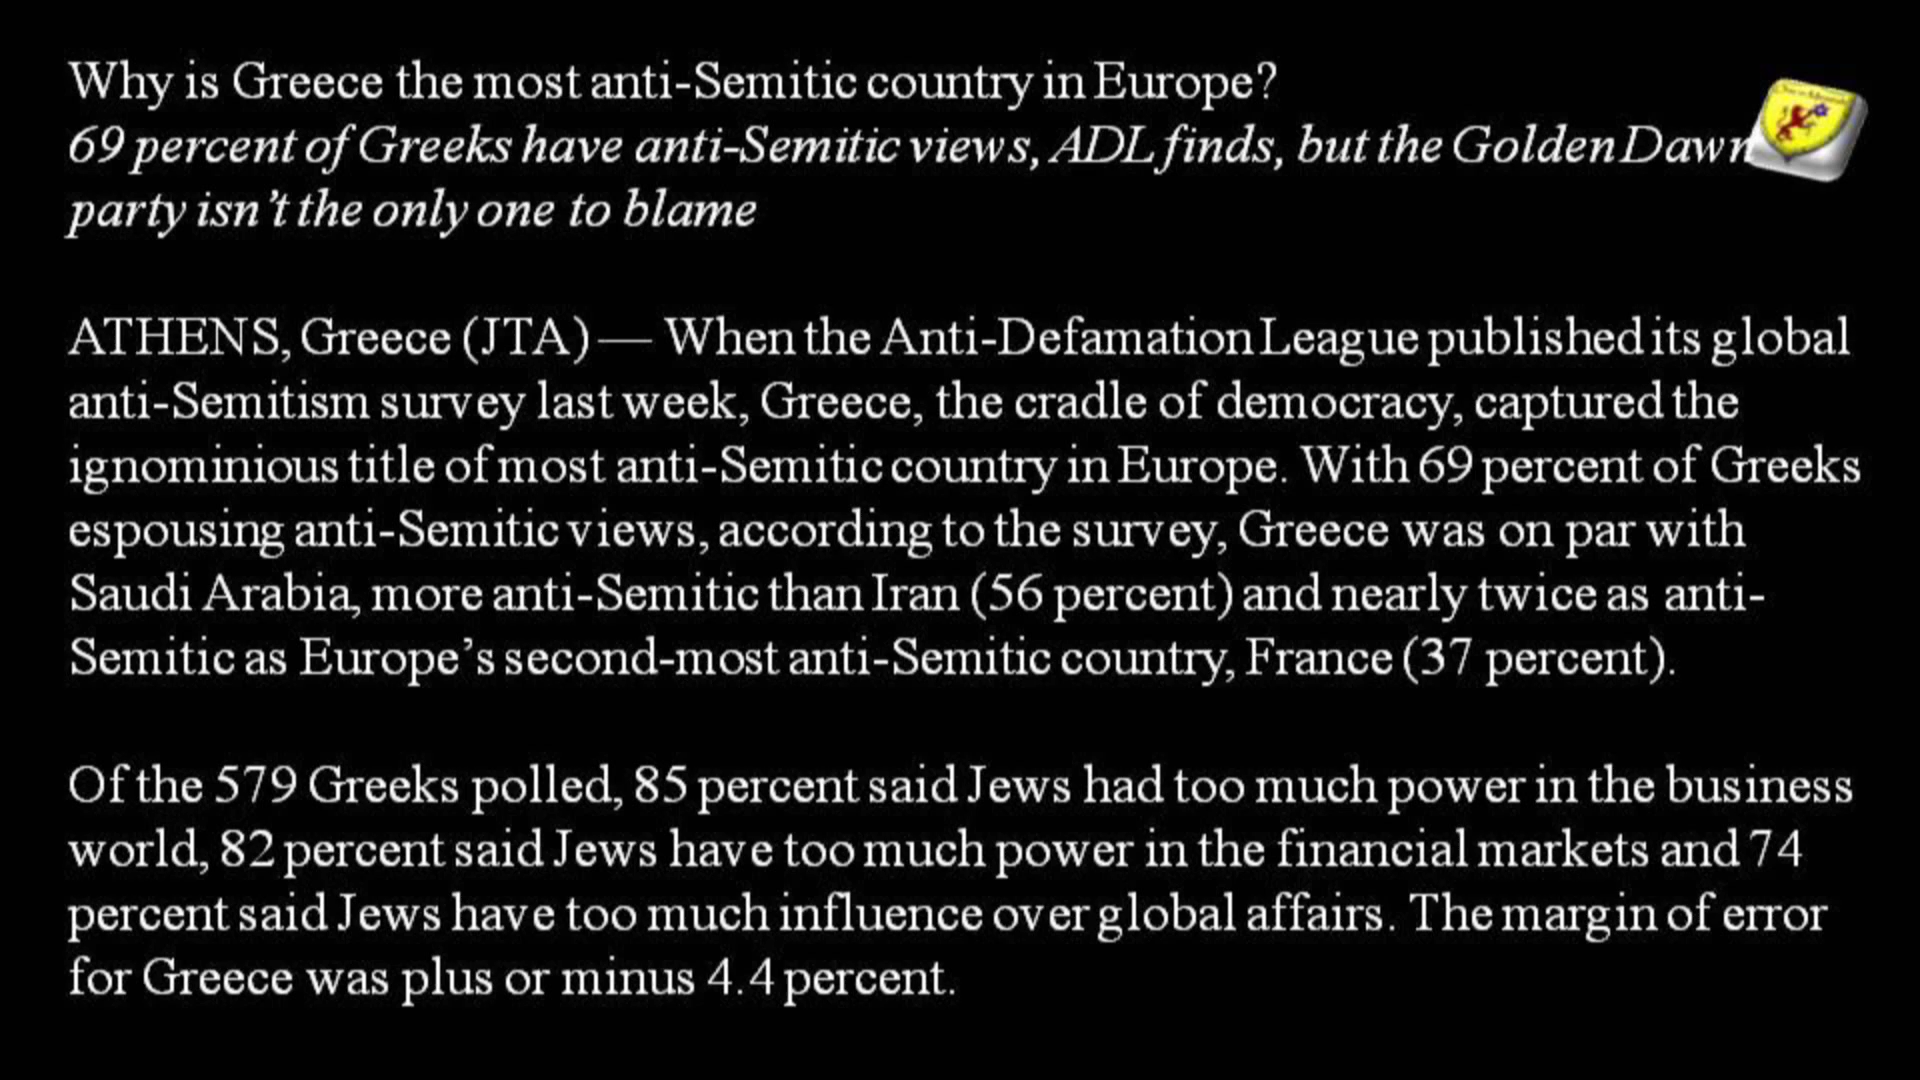 Why is Greece the most anti-Semitic country in Europe?
69 percent of Greeks have anti-Semitic views, ADL finds, but the Golden Dawn
party isn’t the only one to blame
ATHENS, Greece (JTA) — When the Anti-Defamation League published its global
anti-Semitism survey last week, Greece, the cradle of democracy, captured the
ignominious title of most anti-Semitic country in Europe. With 69 percent of Greeks
espousing anti-Semitic views, according to the survey, Greece was on par with
Saudi Arabia, more anti-Semitic than Iran (56 percent) and nearly twice as anti-
Semitic as Europe’s second-most anti-Semitic country, France (37 percent).
Of the 579 Greeks polled, 85 percent said Jews had too much power in the business
world, 82 percent said Jews have too much power in the financial markets and 74
percent said Jews have too much influence over global affairs. The margin of error
for Greece was plus or minus 4.4 percent.